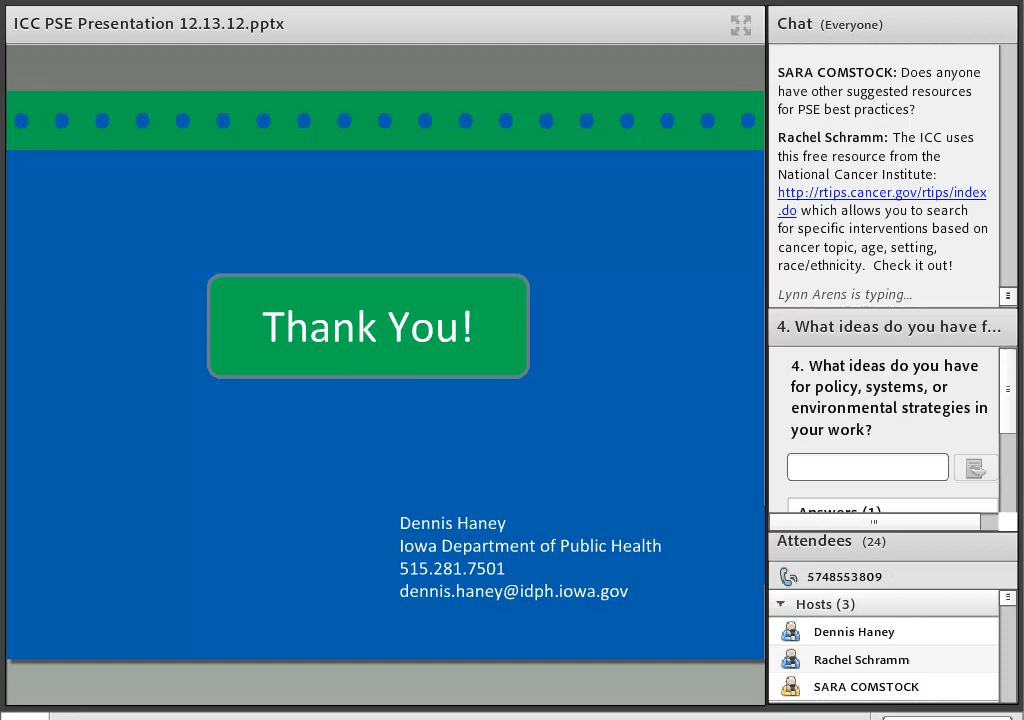 ICC PSE Presentation 12.13.12.pptx
Thank You!
Dennis Haney
Iowa Department of Public Health
515.281.7501
dennis.haney@idph.iowa.gov
Chat (Everyone)
SARA COMSTOCK: Does anyone
have other suggested resources
for PSE best practices?
Rachel Schramm: The ICC uses
this free resource from the
National Cancer Institute:
http://rtips.cancer.gov/rtips/index
.do which allows you to search
for specific interventions based on
cancer topic, age, setting,
race/ethnicity. Check it out!
Lynn Arens is typing...
4. What ideas do you have f...
4. What ideas do you have
for policy, systems, or
environmental strategies in
your work?
Answers (1)
Attendees (24)
5748553809
Hosts (3)
Dennis Haney
Rachel Schramm
SARA COMSTOCK